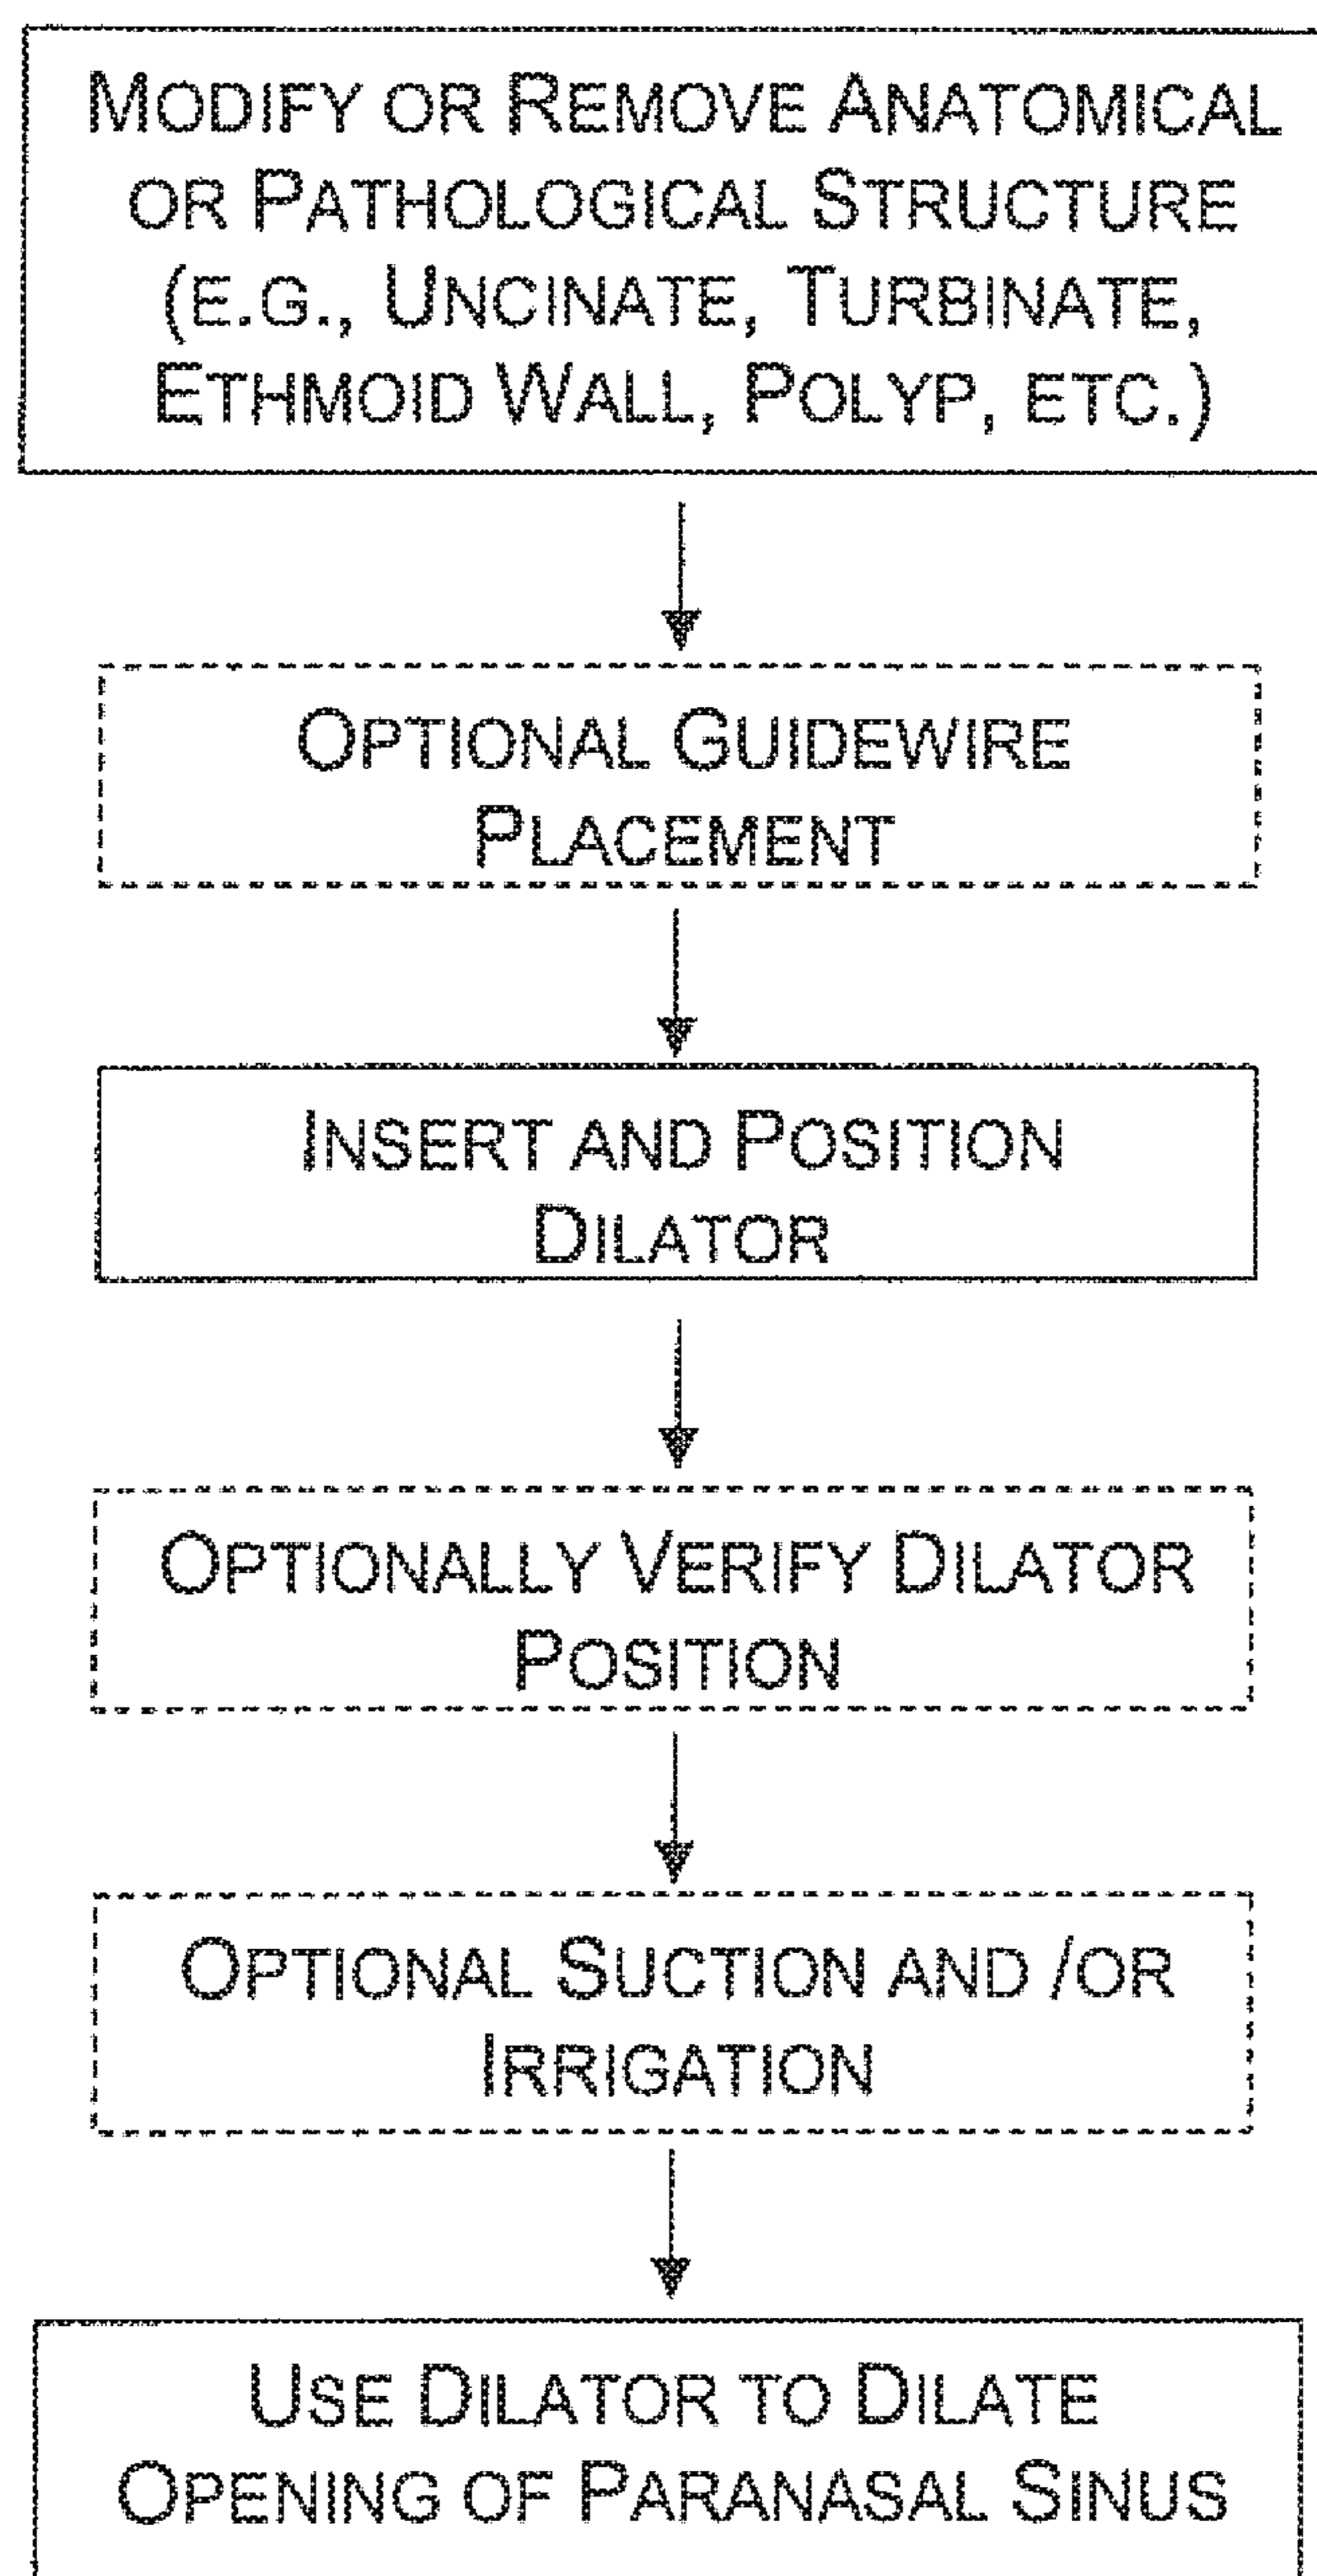 MODIFY OR REMOVE ANATOMICAL
OR PATHOLOGICAL STRUCTURE
(E.G., UNCINATE, TURBINATE,
ETHMOID WALL, POLYP, ETC.)
OPTIONAL GUIDEWIRE
PLACEMENT
INSERT AND POSITION
DILATOR
OPTIONALLY VERIFY DILATOR
POSITION
OPTIONAL SUCTION AND /OR
IRRIGATION
USE DILATOR TO DILATE
OPENING OF PARANASAL SINUS